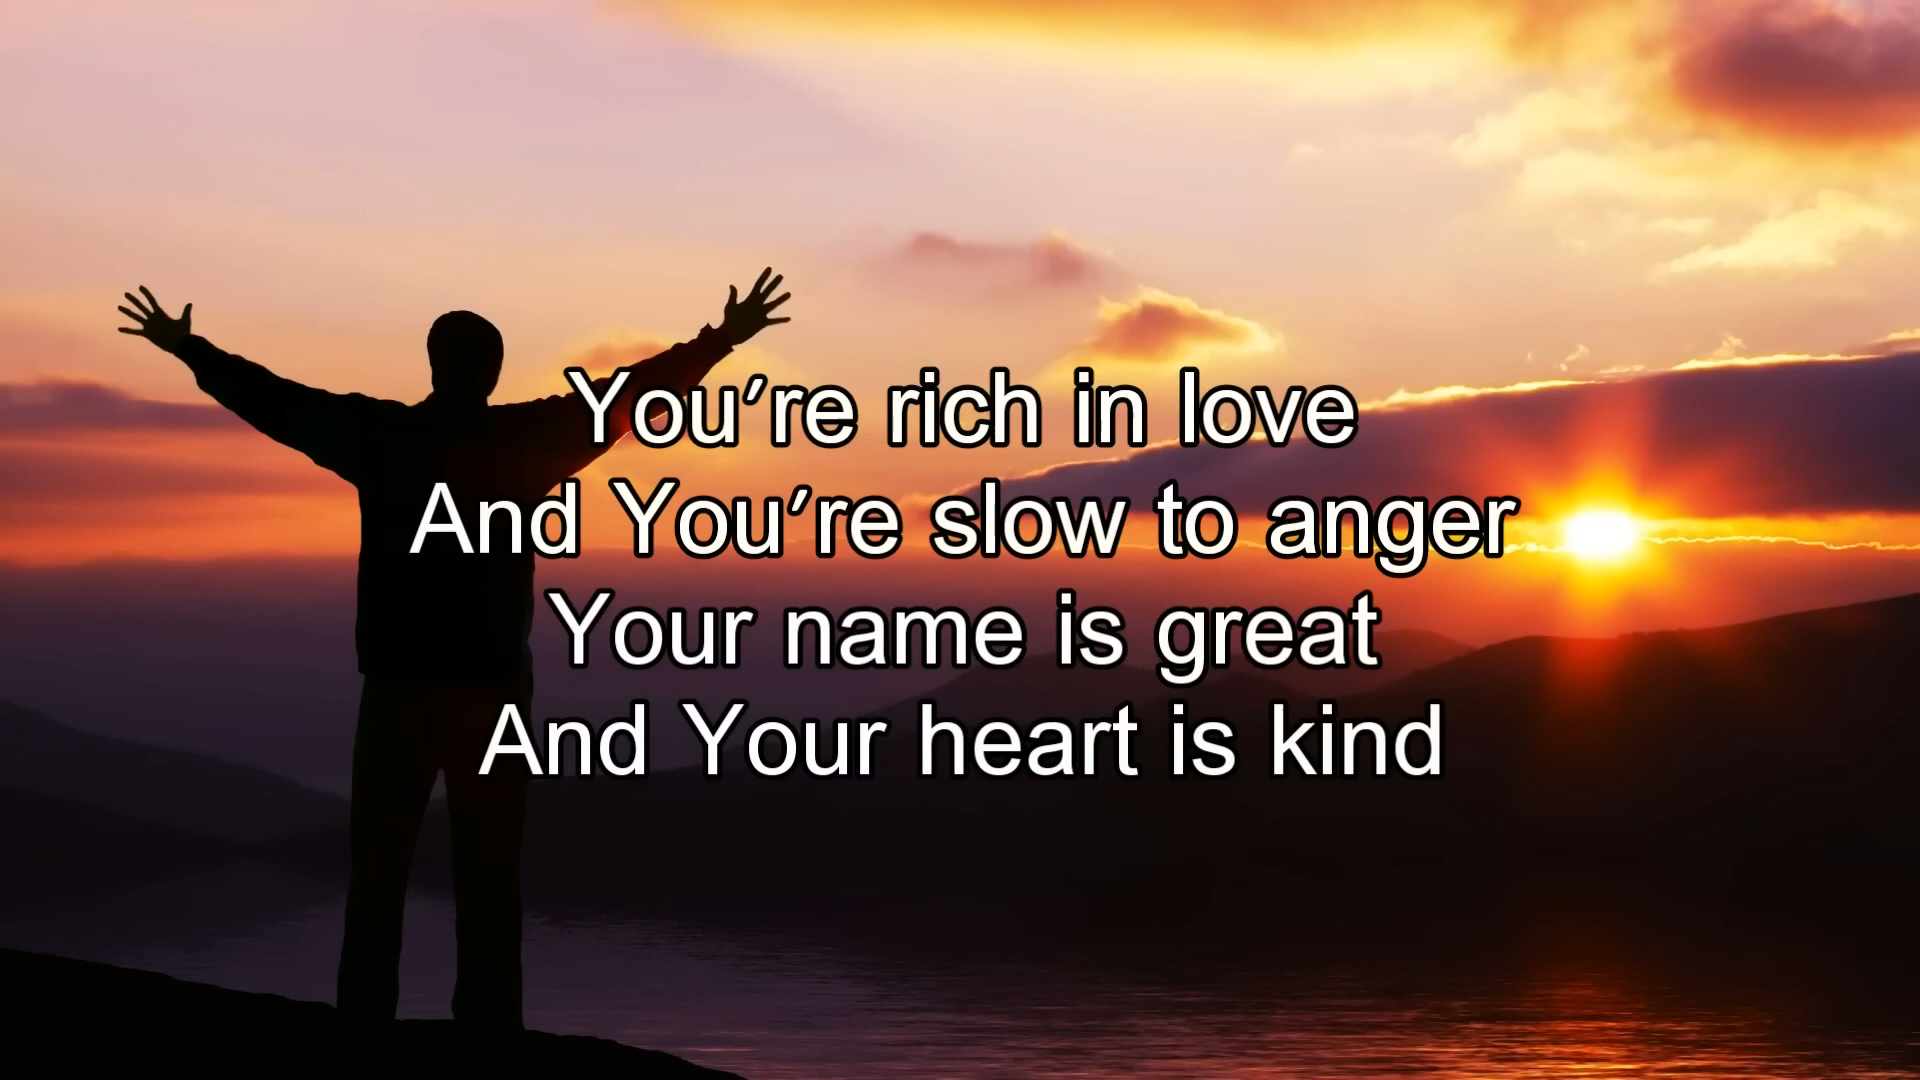 You're rich in love
And You're slow to anger
Your name is great
And Your heart is kind